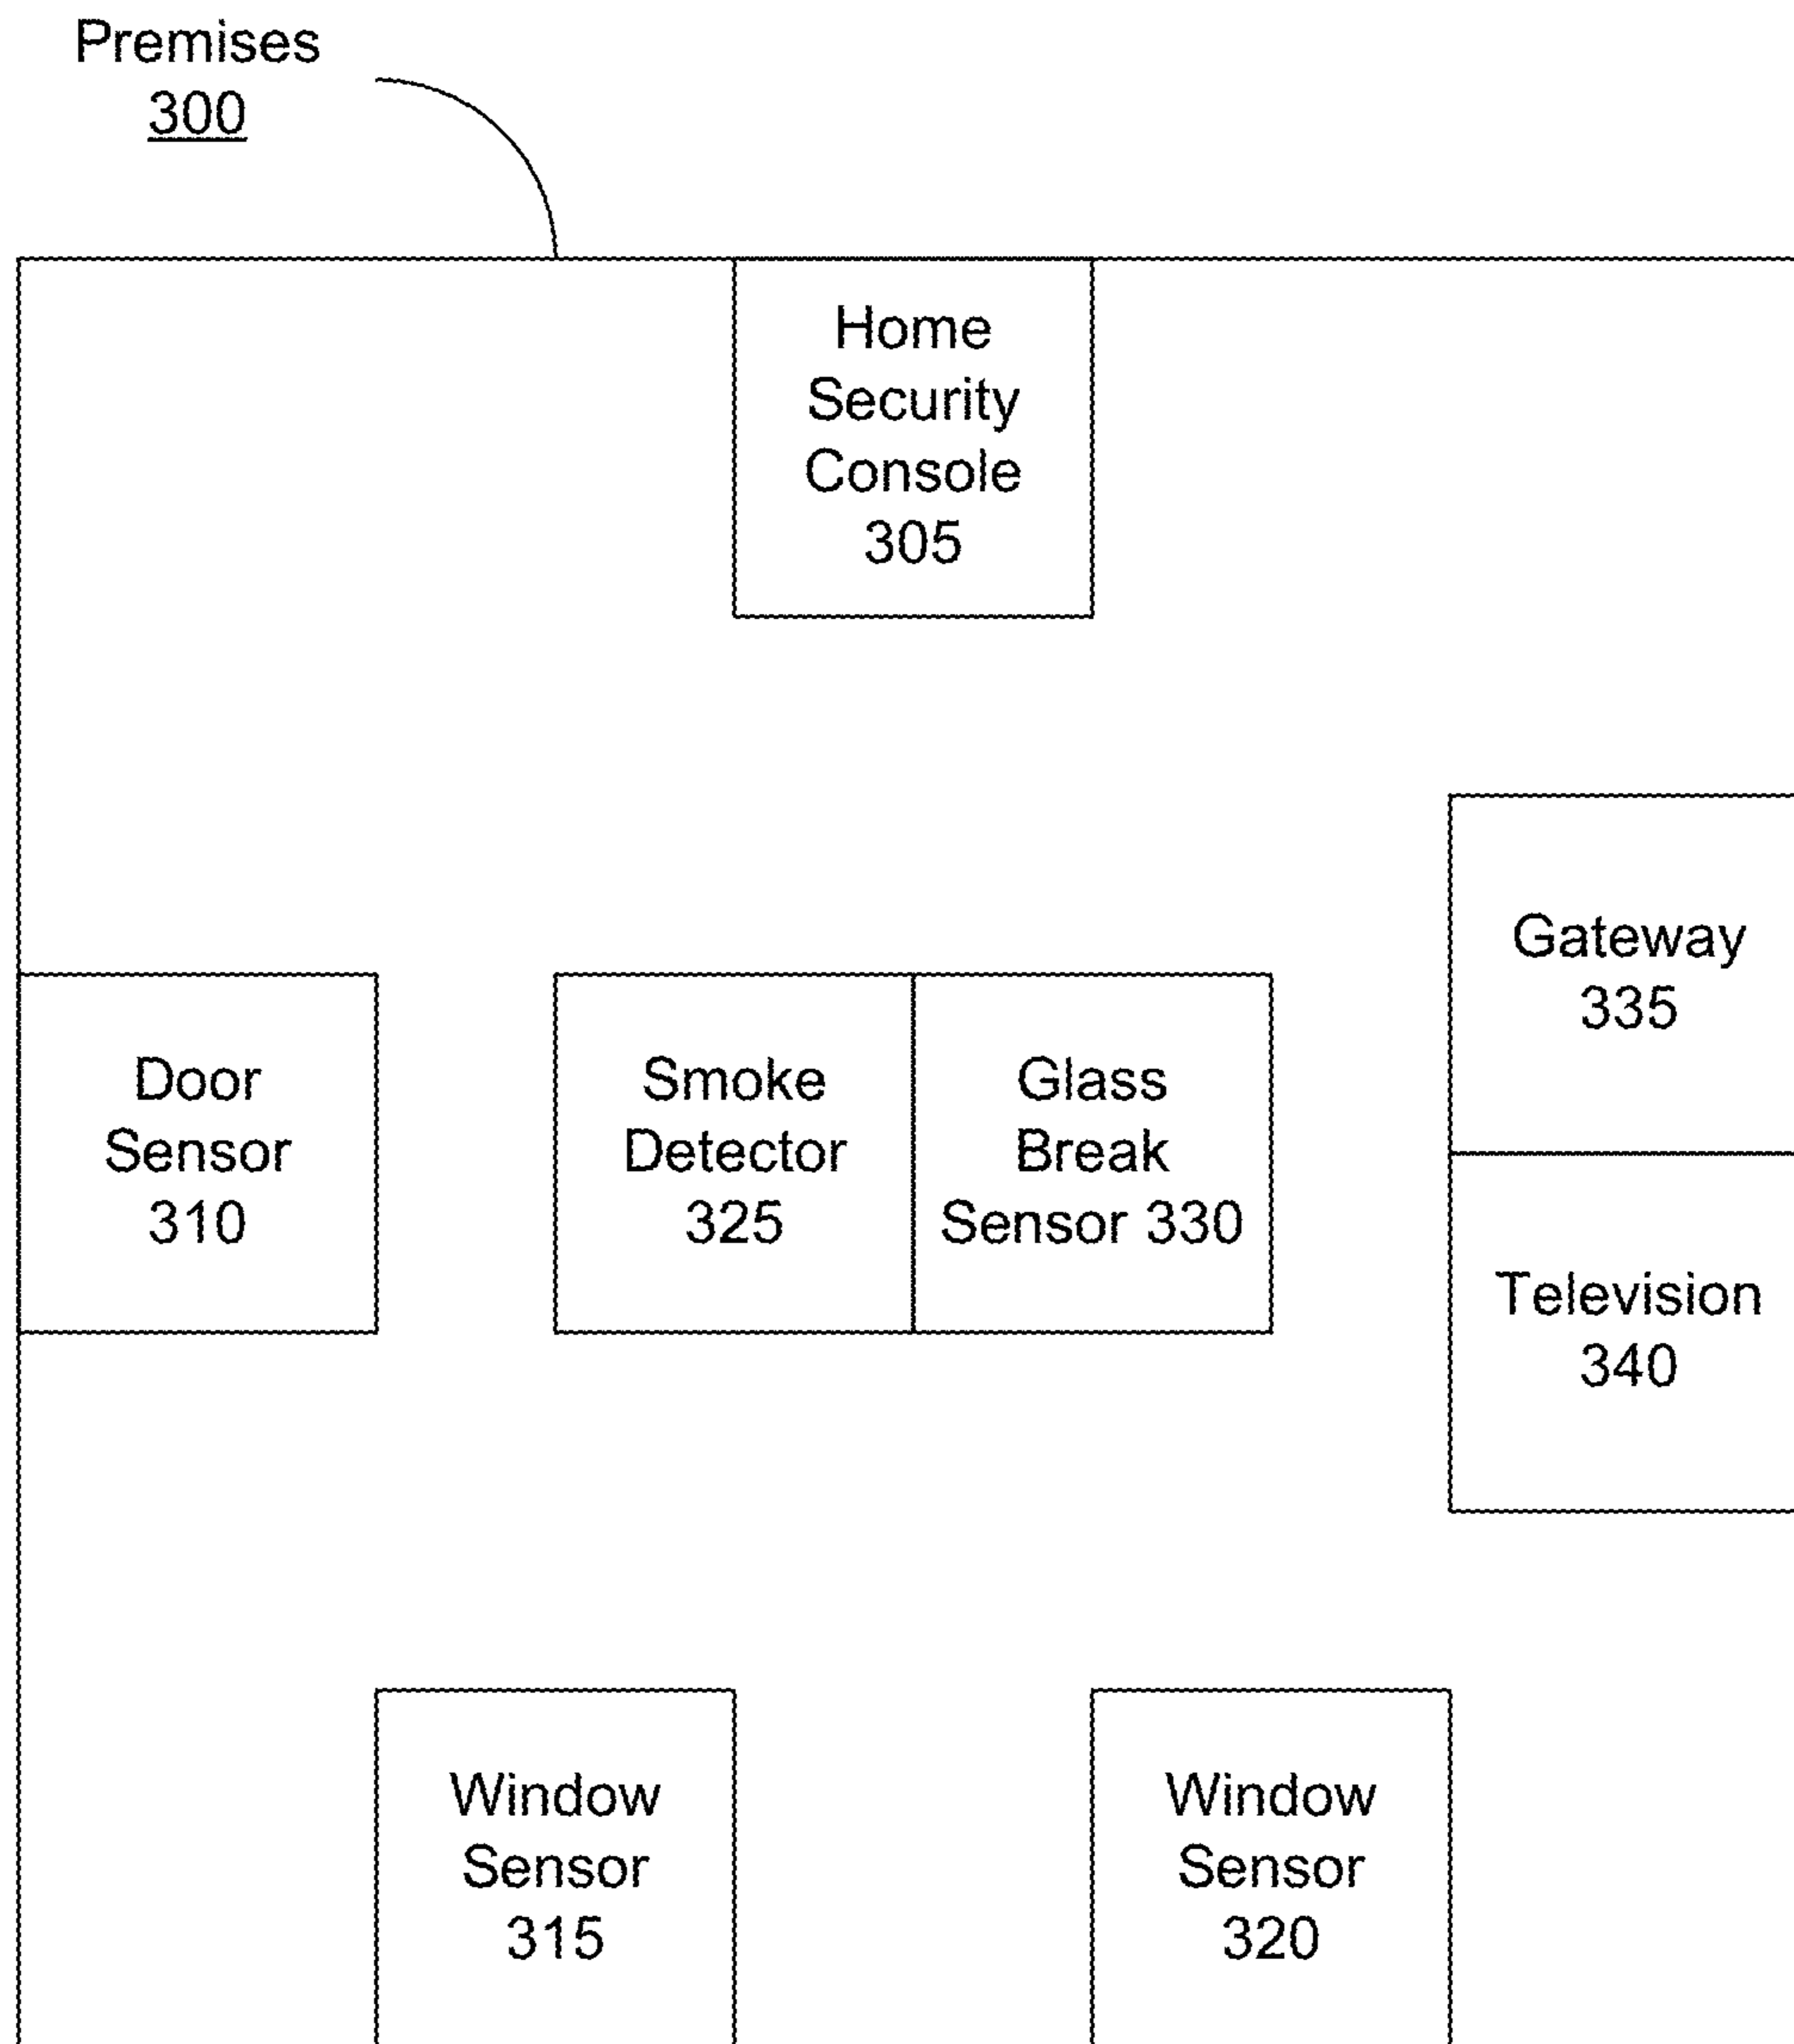 Premises
300
Home
Security
Console
305
Gateway
335
Door
Sensor
310
Smoke
Detector
325
Glass
Break
Sensor 330
Television
340
Window
Sensor
315
Window
Sensor
320